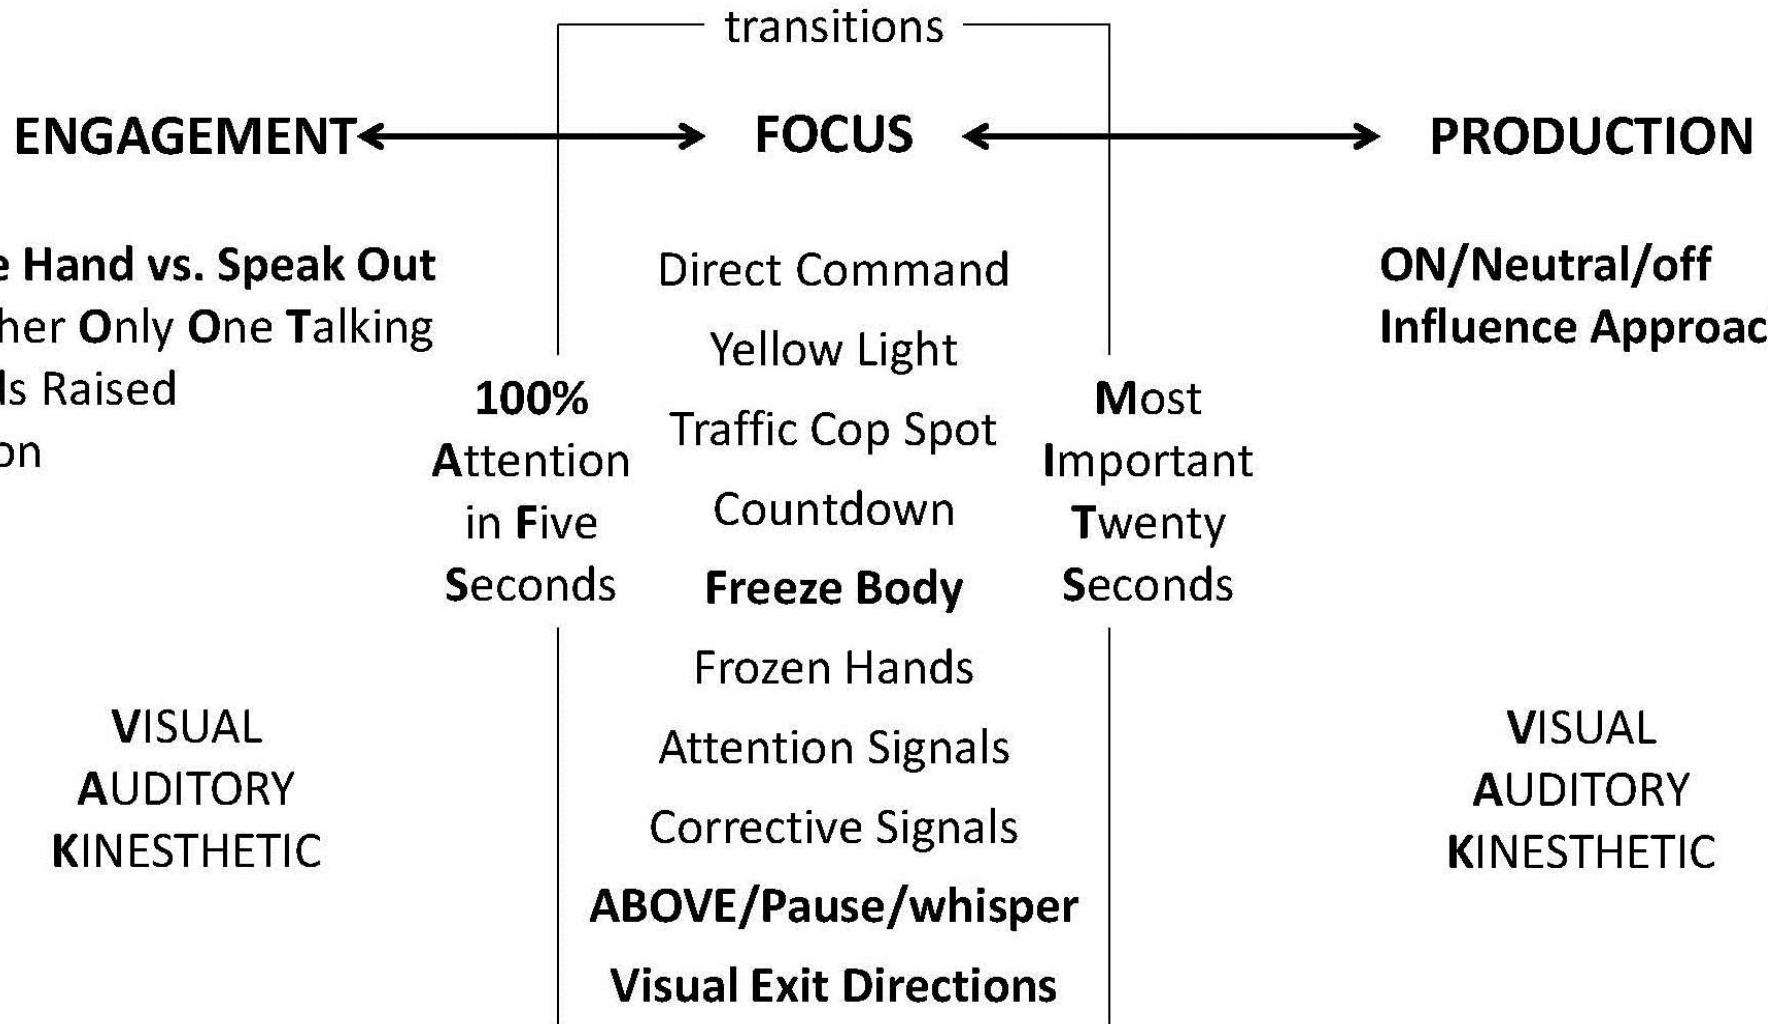 transitions
ENGAGEMENT FOCUS PRODUCTION
Hand vs. Speak Out
Only One Talking
Raised
100%
Attention
in Five
Seconds
VISUAL
AUDITORY
KINESTHETIC
Direct Command
Yellow Light
Traffic Cop Spot
Countdown
Freeze Body
Frozen Hands
Attention Signals
Corrective Signals
ABOVE/Pause/whisper
Visual Exit Directions
Most
Important
Twenty
Seconds
ON/Neutral/off
Influence
VISUAL
AUDITORY
KINESTHETIC